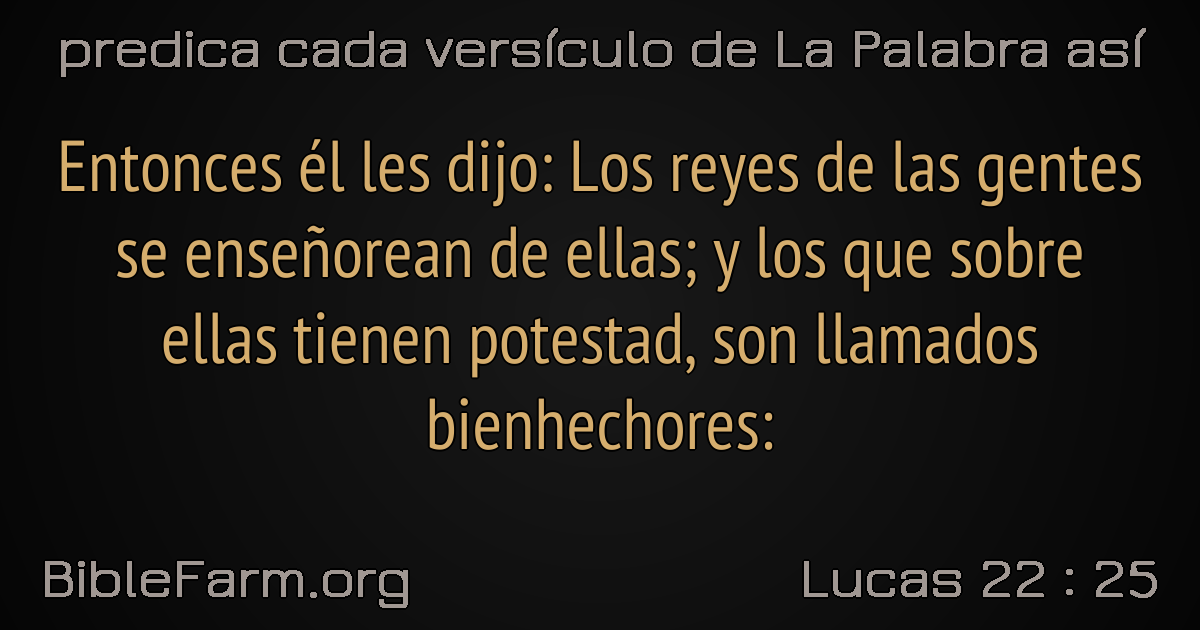 predica cada versículo de La Palabra así
Entonces él les dijo: Los reyes de las gentes
se enseñorean de ellas; y los que sobre
ellas tienen potestad, son llamados
bienhechores:
BibleFarm.org
Lucas 22 : 25